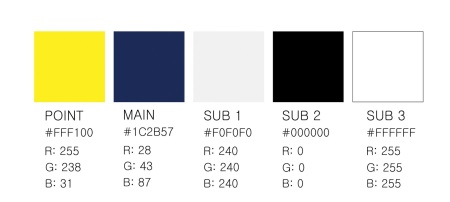 POINT
#FFF100
R: 255
G: 238
B: 31
MAIN
#1C2B57
R: 28
G: 43
B: 87
SUB 1
#F0F0F0
R: 240
G: 240
B: 240
SUB 2
#000000
R: 0
G: 0
B: 0
SUB 3
#FFFFFF
R: 255
G: 255
B: 255